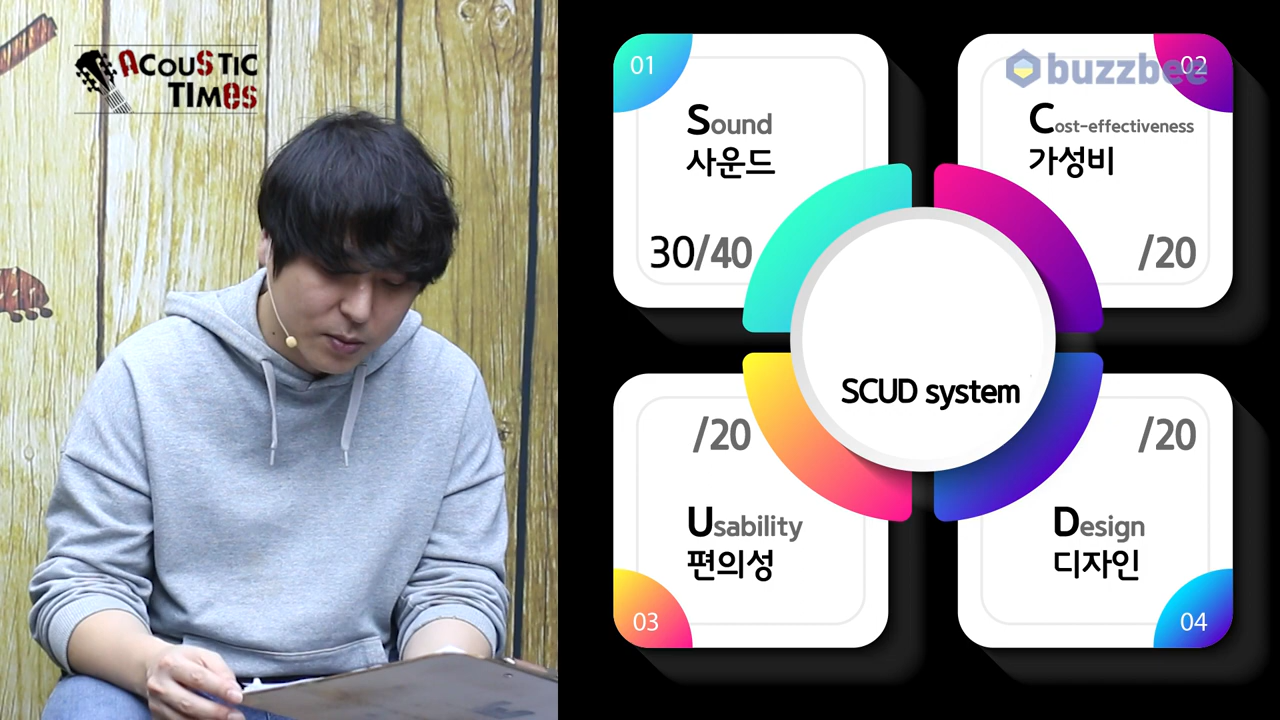 Acoustic
Times
01
Sound
사운드
30/40
buzzbee
02
Cost-effectiveness
가성비
/20
SCUD system
/20
Usability
편의성
03
/20
Design
디자인
04